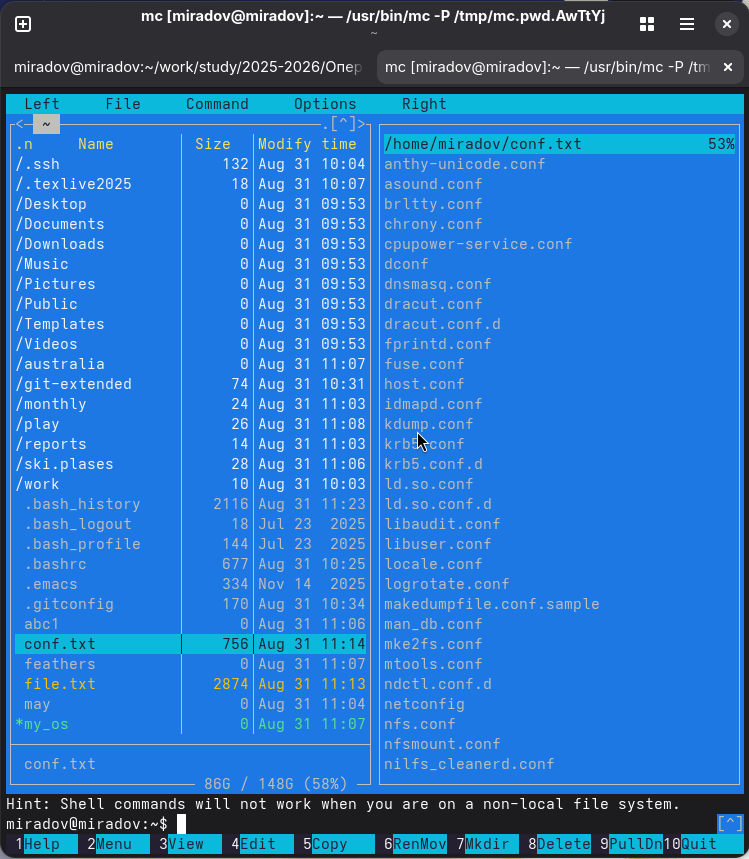 mc [miradov@miradov]:~ — /usr/bin/mc -P /tmp/mc.pwd.AwTtYj
~
miradov@miradov:~/work/study/2025-2026/Опер
mc [miradov@miradov]:~ — /usr/bin/mc -P /tm
Left File Command Options Right
<─ ~ .[^]>
.n Name Size Modify time
/.ssh 132 Aug 31 10:04
/.texlive2025 18 Aug 31 10:07
/Desktop 0 Aug 31 09:53
/Documents 0 Aug 31 09:53
/Downloads 0 Aug 31 09:53
/Music 0 Aug 31 09:53
/Pictures 0 Aug 31 09:53
/Public 0 Aug 31 09:53
/Templates 0 Aug 31 09:53
/Videos 0 Aug 31 09:53
/australia 0 Aug 31 11:07
/git-extended 74 Aug 31 10:31
/monthly 24 Aug 31 11:03
/play 26 Aug 31 11:08
/reports 14 Aug 31 11:03
/ski.plases 28 Aug 31 11:06
/work 10 Aug 31 10:03
.bash_history 2116 Aug 31 11:23
.bash_logout 18 Jul 23 2025
.bash_profile 144 Jul 23 2025
.bashrc 677 Aug 31 10:25
.emacs 334 Nov 14 2025
.gitconfig 170 Aug 31 10:34
abc1 0 Aug 31 11:06
conf.txt 756 Aug 31 11:14
feathers 0 Aug 31 11:07
file.txt 2874 Aug 31 11:13
may 0 Aug 31 11:04
*my_os 0 Aug 31 11:07
conf.txt
86G / 148G (58%)
/home/miradov/conf.txt 53%
anthy-unicode.conf
asound.conf
brltty.conf
chrony.conf
cpupower-service.conf
dconf
dnsmasq.conf
dracut.conf
dracut.conf.d
fprintd.conf
fuse.conf
host.conf
idmapd.conf
kdump.conf
krb5.conf
krb5.conf.d
ld.so.conf
ld.so.conf.d
libaudit.conf
libuser.conf
locale.conf
logrotate.conf
makedumpfile.conf.sample
man_db.conf
mke2fs.conf
mtools.conf
ndctl.conf.d
netconfig
nfs.conf
nfsmount.conf
nilfs_cleanerd.conf
Hint: Shell commands will not work when you are on a non-local file system.
miradov@miradov:~$ [^]
1Help 2Menu 3View 4Edit 5Copy 6RenMov 7Mkdir 8Delete 9PullDn 10Quit